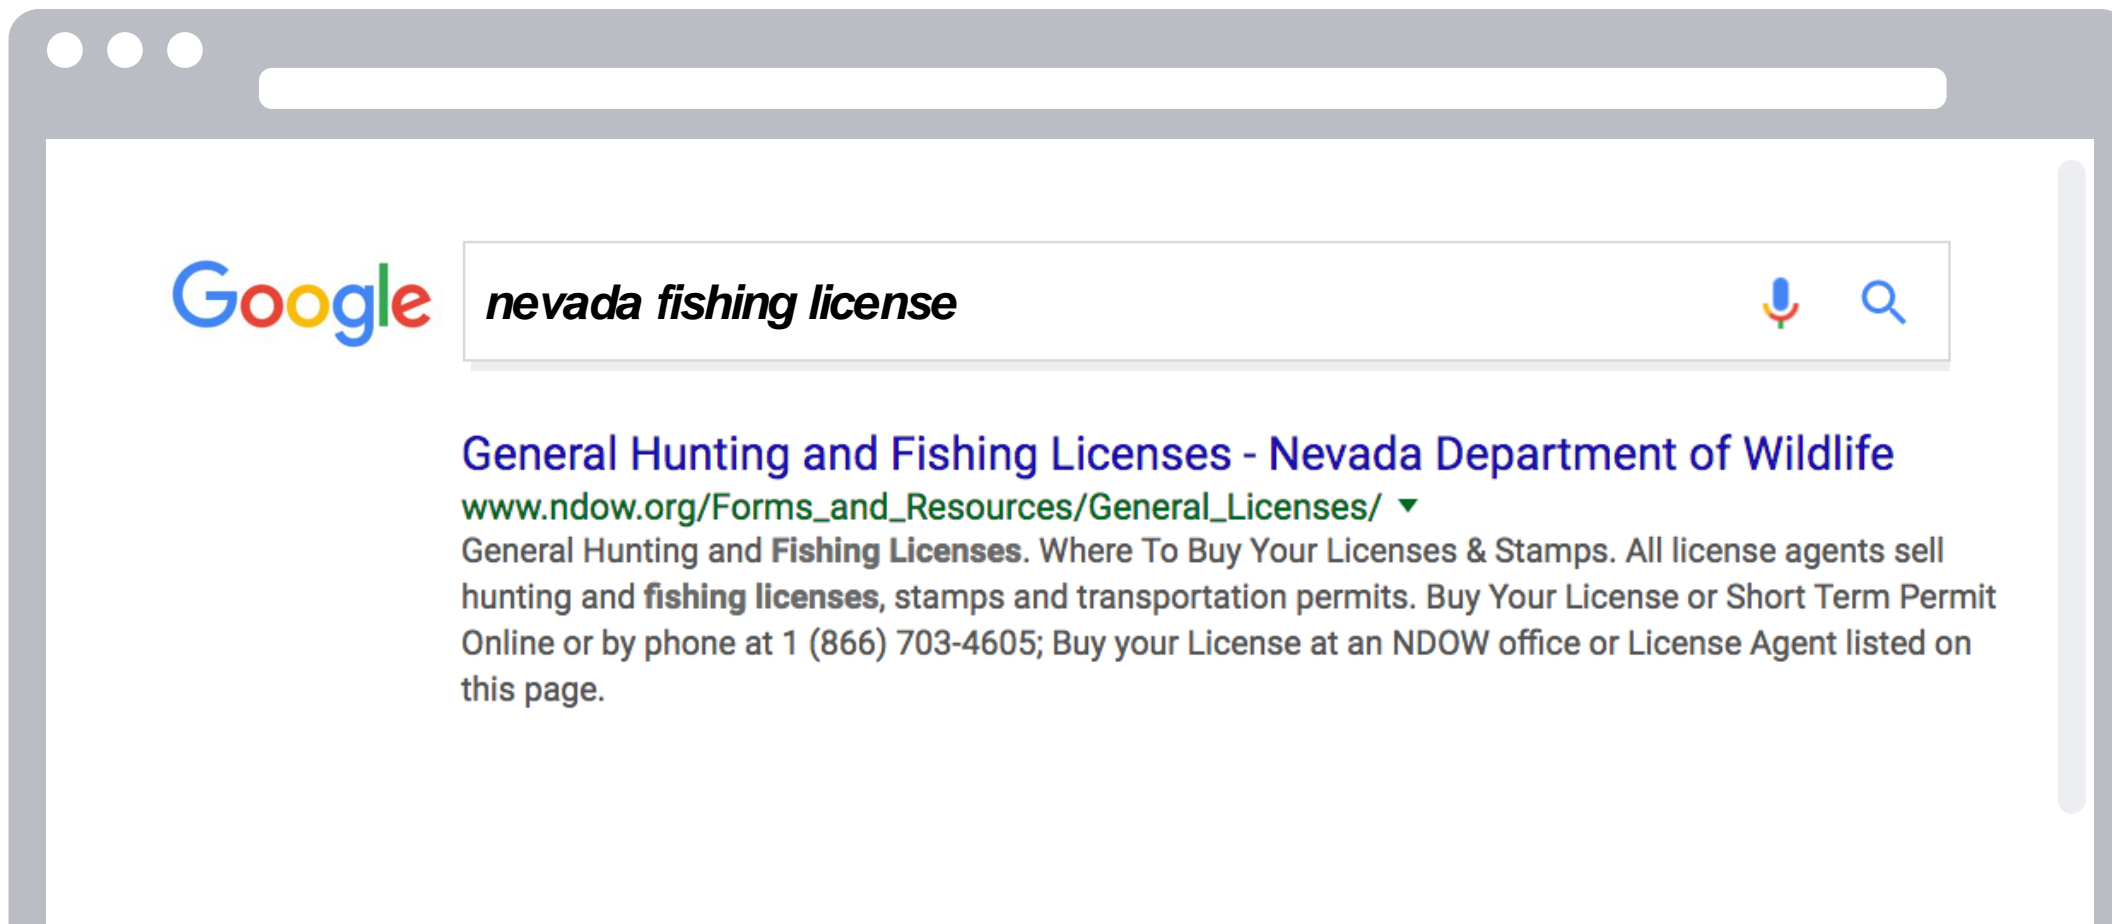 Google
nevada fishing license
General Hunting and Fishing Licenses - Nevada Department of Wildlife
www.ndow.org/Forms_and_Resources/General_Licenses/
General Hunting and Fishing Licenses. Where To Buy Your Licenses & Stamps. All license agents sell
hunting and fishing licenses, stamps and transportation permits. Buy Your License or Short Term Permit
Online or by phone at 1 (866) 703-4605; Buy your License at an NDOW office or License Agent listed on
this page.